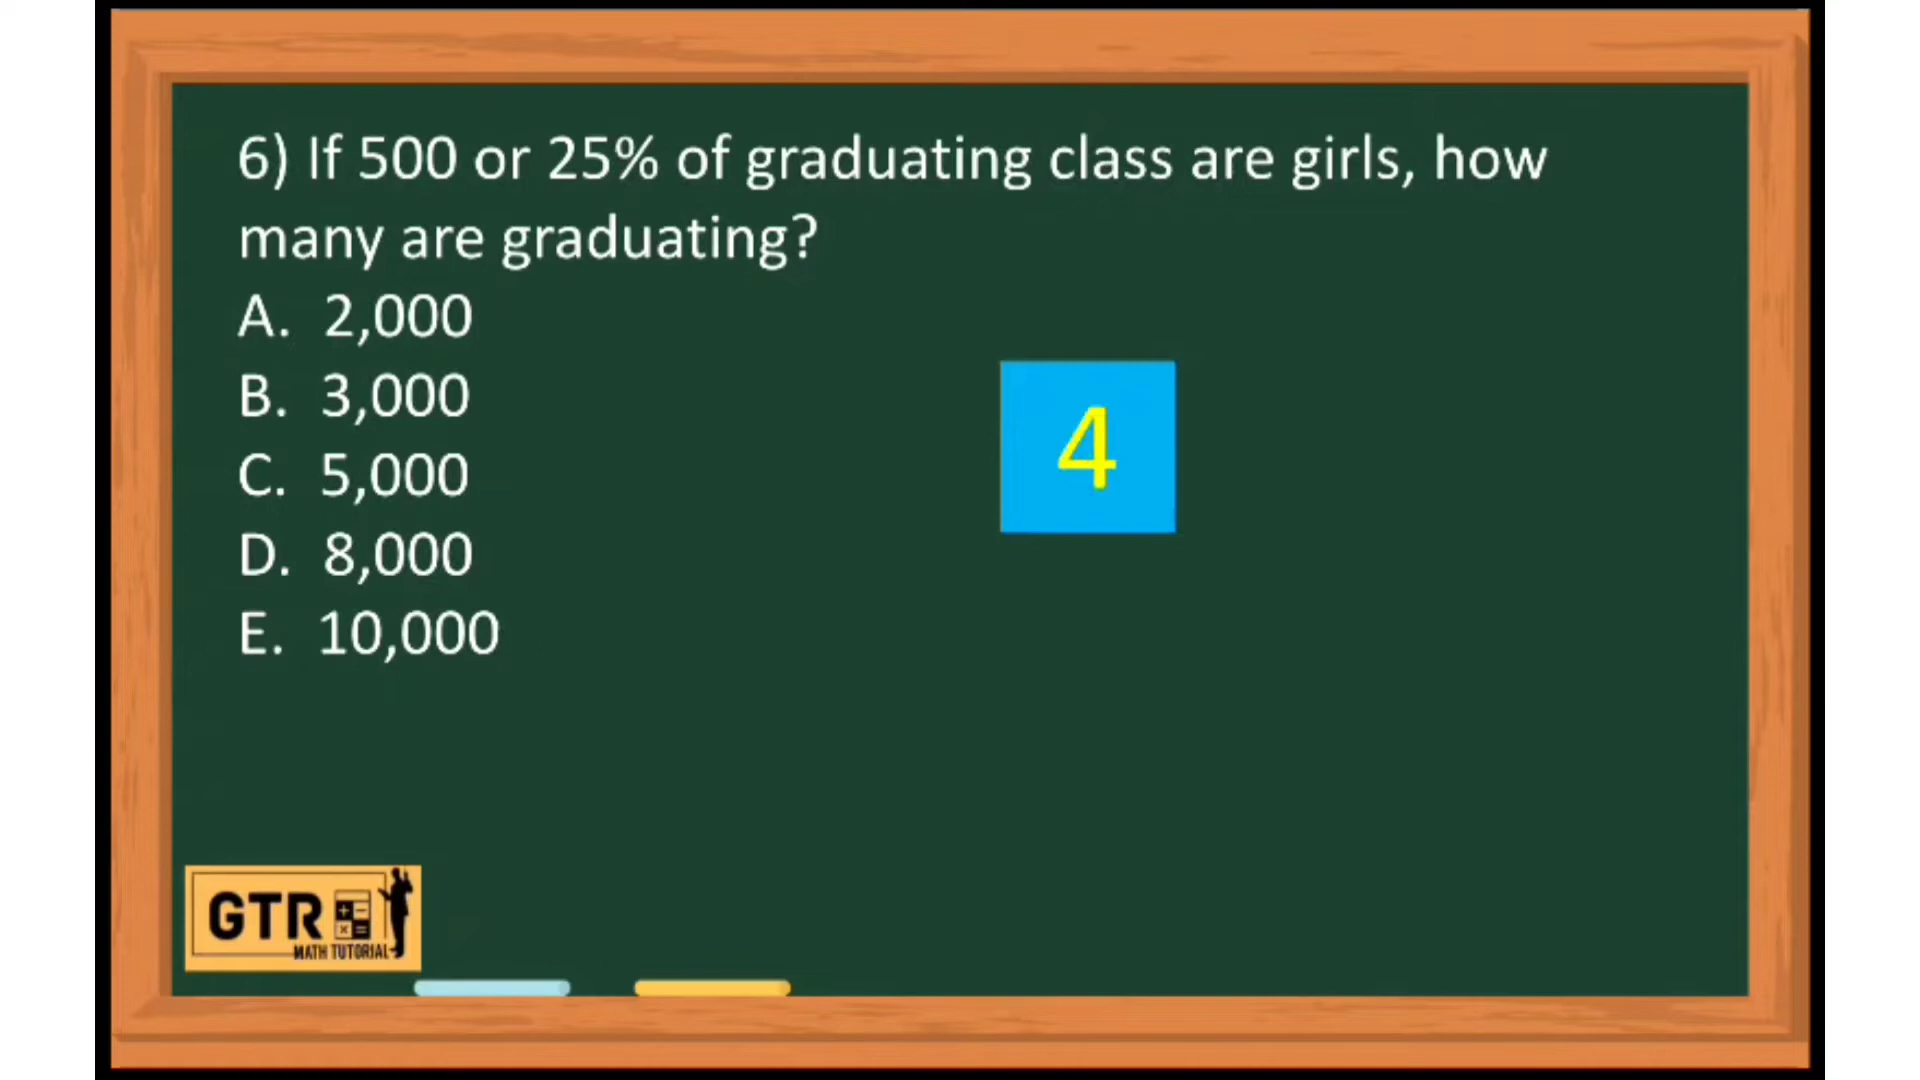 6) If 500 or 25% of graduating class are girls, how
many are graduating?
A. 2,000
B. 3,000
C. 5,000
D. 8,000
E. 10,000
4
GTR
MATH TUTORIAL